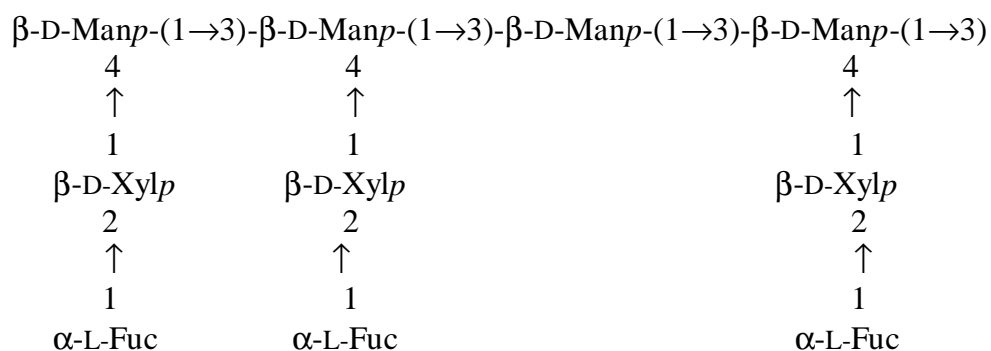 β-D-Manp-(1→3)-β-D-Manp-(1→3)-β-D-Manp-(1→3)-β-D-Manp-(1→3)
4 4 4
↑ ↑ ↑
1 1 1
β-D-Xylp β-D-Xylp β-D-Xylp
2 2 2
↑ ↑ ↑
1 1 1
α-L-Fuc α-L-Fuc α-L-Fuc